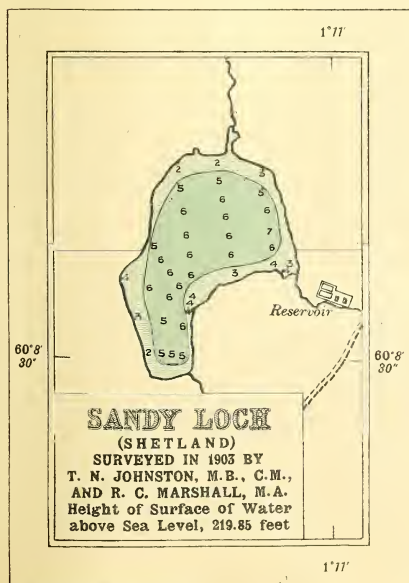 1°11'
2 2 3
5 5 5
6
6 6 6
6 6 7
5 6 6 6
6 6 4 3
4 6 6 3 4
6 6
6 4
3 5 6
Reservoir
60°8' 60°8'
30" 2 5 5 5 30"
SANDY LOCH
(SHETLAND)
SURVEYED IN 1903 BY
T. N. JOHNSTON, M.B., C.M.,
AND R. C. MARSHALL, M.A.
Height of Surface of Water
above Sea Level, 219.85 feet
1°11'